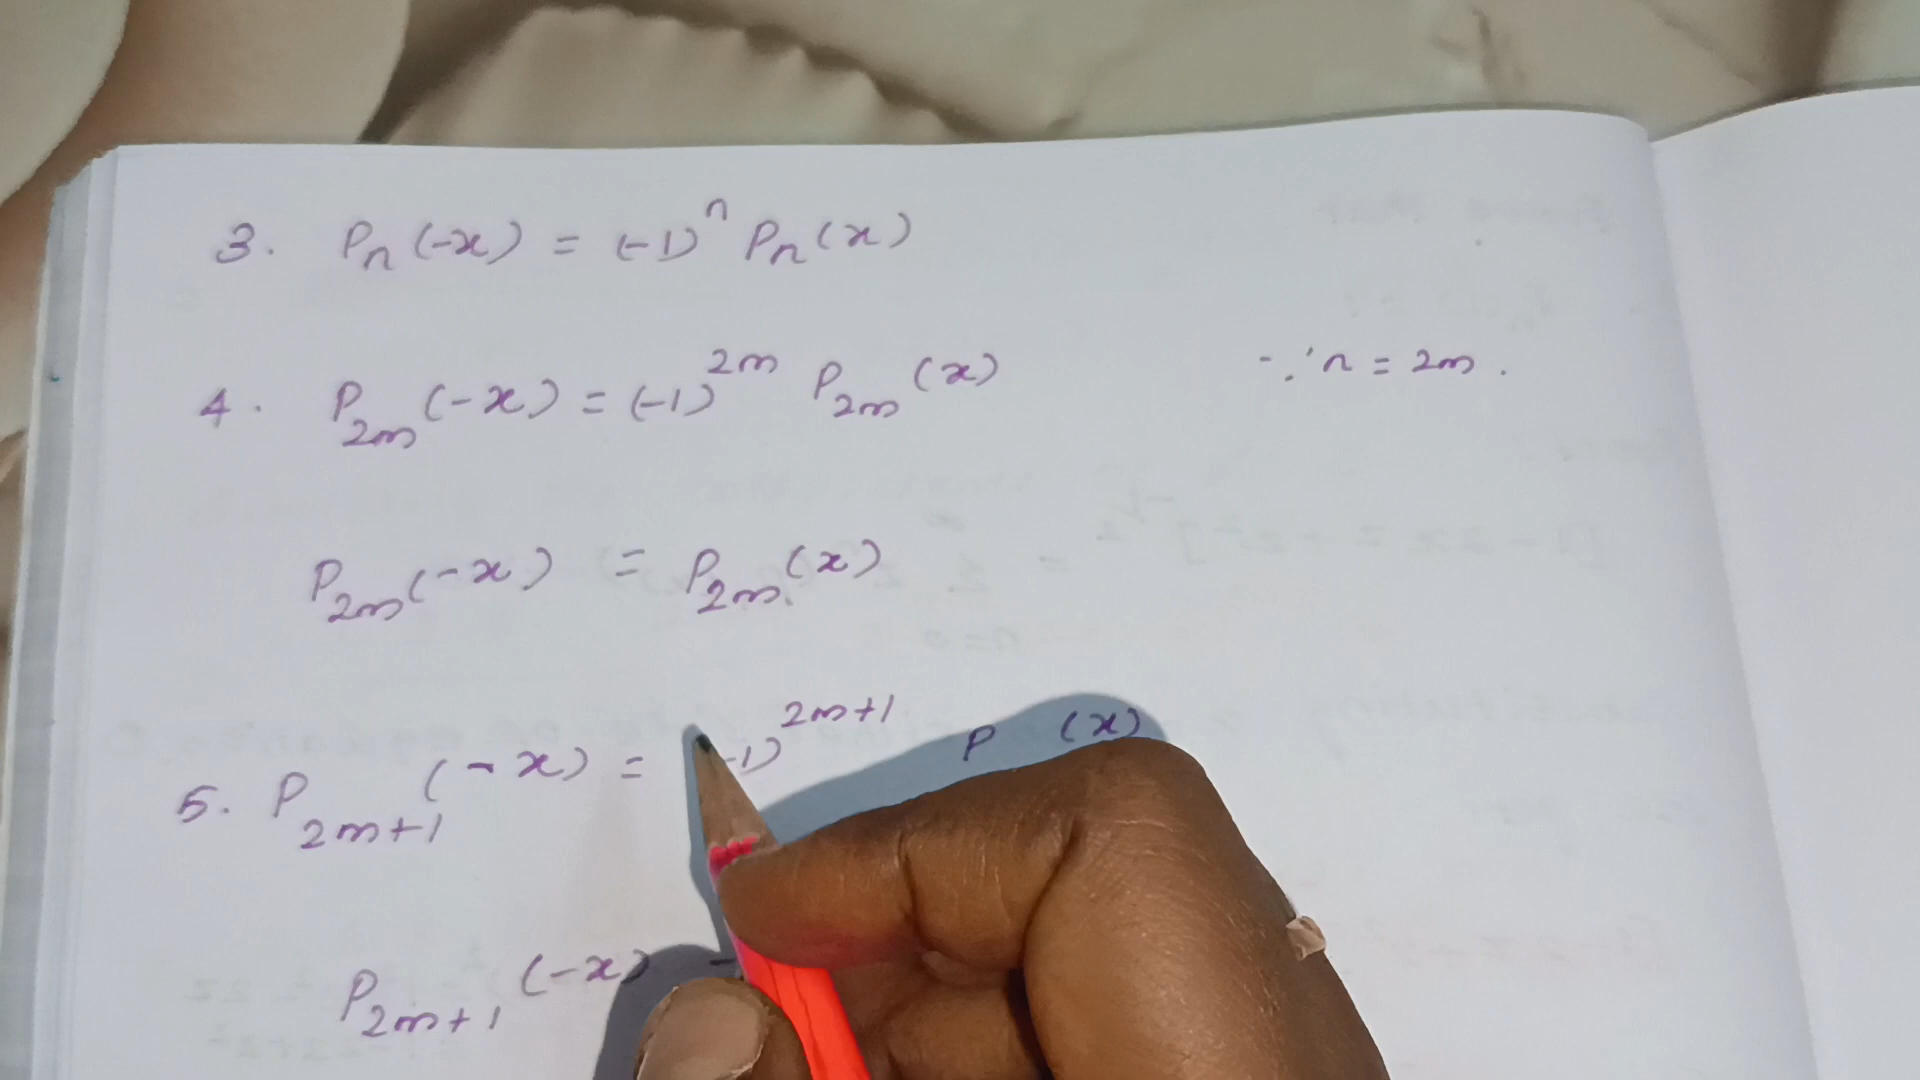 3. Pn(-x) = (-1)^n Pn(x)
4. P2m(-x) = (-1)^2m P2m(x) ∵ n = 2m.
P2m(-x) = P2m(x)
5. P2m+1(-x) = -1)^2m+1 P (x)
P2m+1(-x)